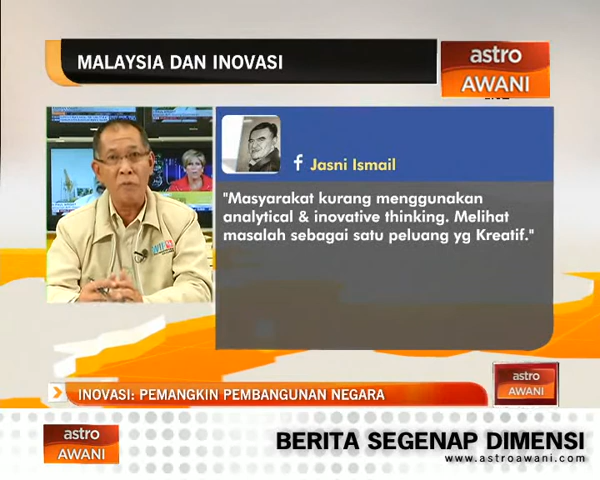 MALAYSIA DAN INOVASI
astro
AWANI
f Jasni Ismail
"Masyarakat kurang menggunakan
analytical & inovative thinking. Melihat
masalah sebagai satu peluang yg Kreatif."
INOVASI: PEMANGKIN PEMBANGUNAN NEGARA
astro
AWANI
astro
AWANI
BERITA SEGENAP DIMENSI
www.astroawani.com